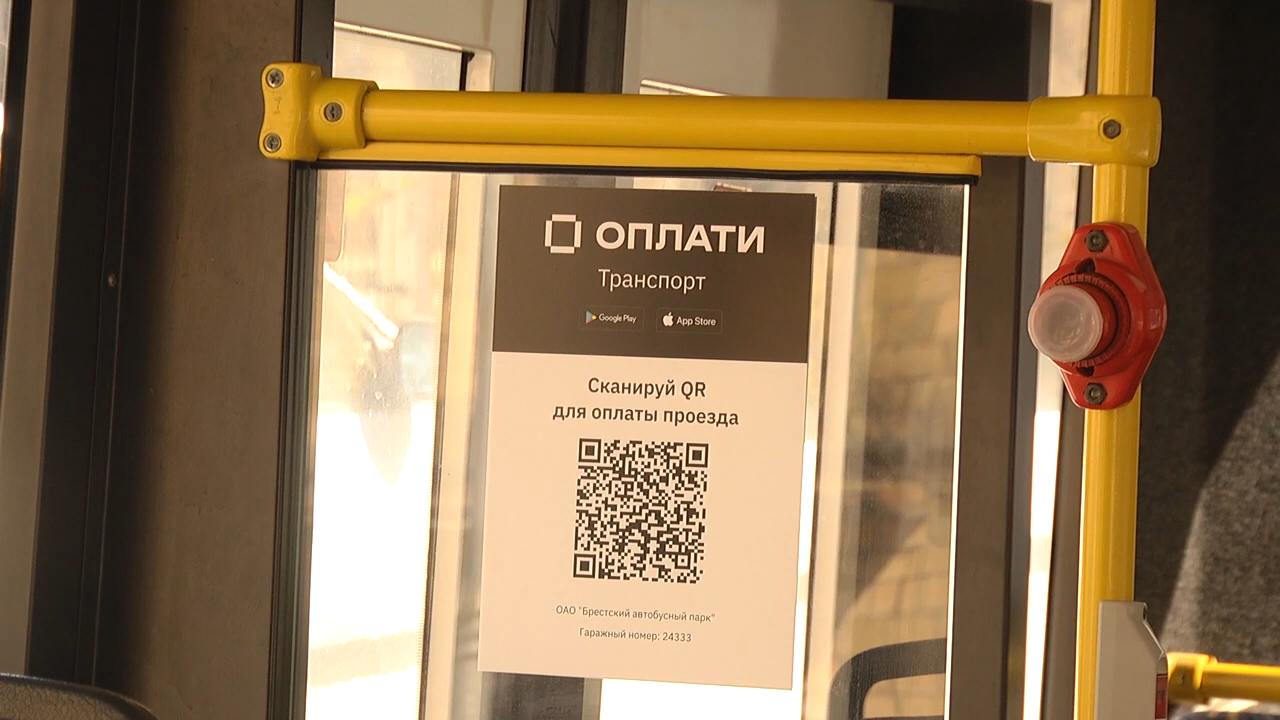 ОПЛАТИ
Транспорт
Google Play App Store
Сканируй QR
для оплаты проезда
ОАО "Брестский автобусный парк"
Гаражный номер: 24333